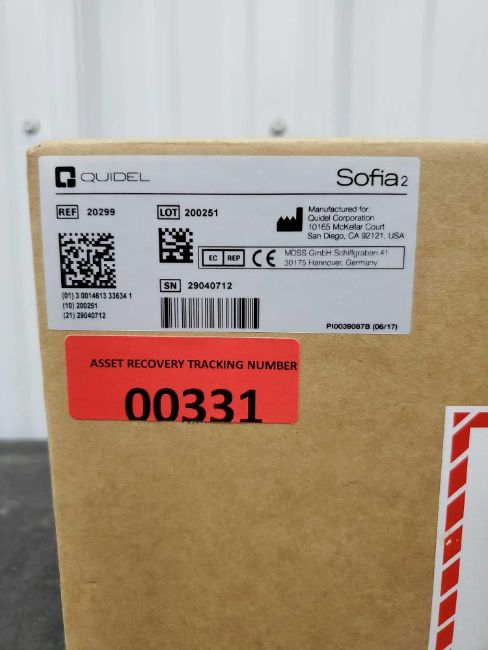 QUIDEL
Sofia2
REF 20299
LOT 200251
Manufactured for:
Quidel Corporation
10165 McKellar Court
San Diego, CA 92121, USA
EC REP CE
MDSS GmbH Schiffgraben 41
30175 Hannover, Germany
SN 29040712
(01) 3 0014613 33634 1
(10) 200251
(21) 29040712
PI0039087B (06/17)
ASSET RECOVERY TRACKING NUMBER
00331